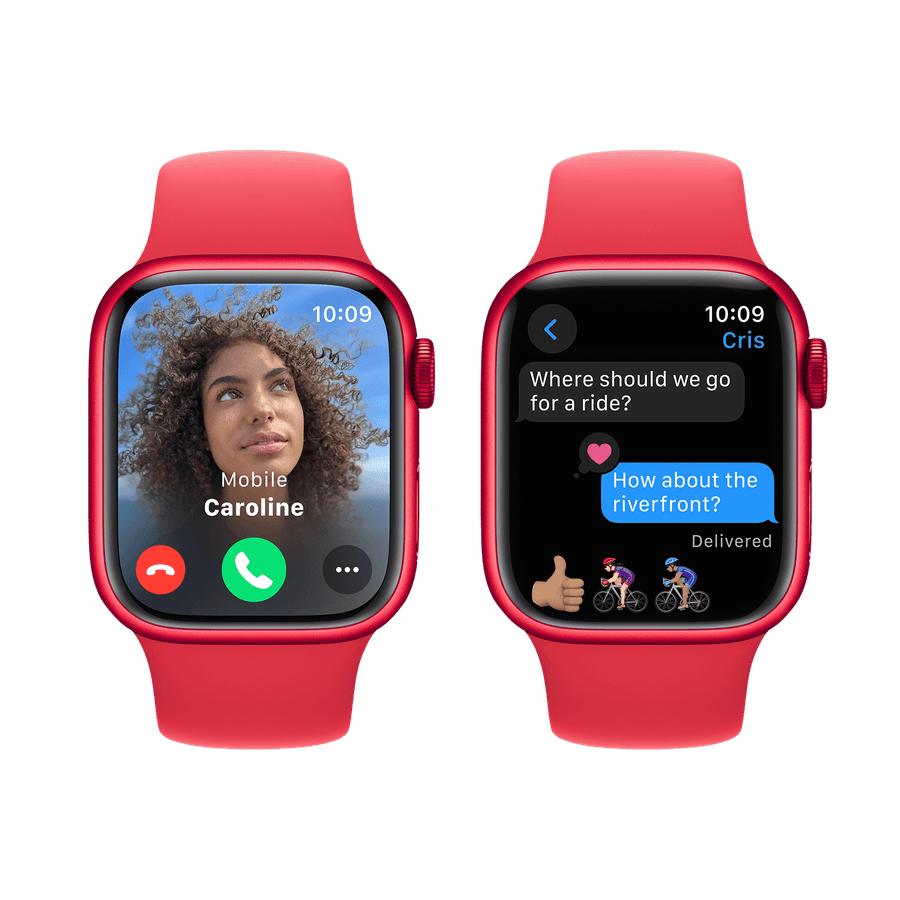 10:09
Mobile
Caroline
10:09
Cris
Where should we go
for a ride?
How about the
riverfront?
Delivered